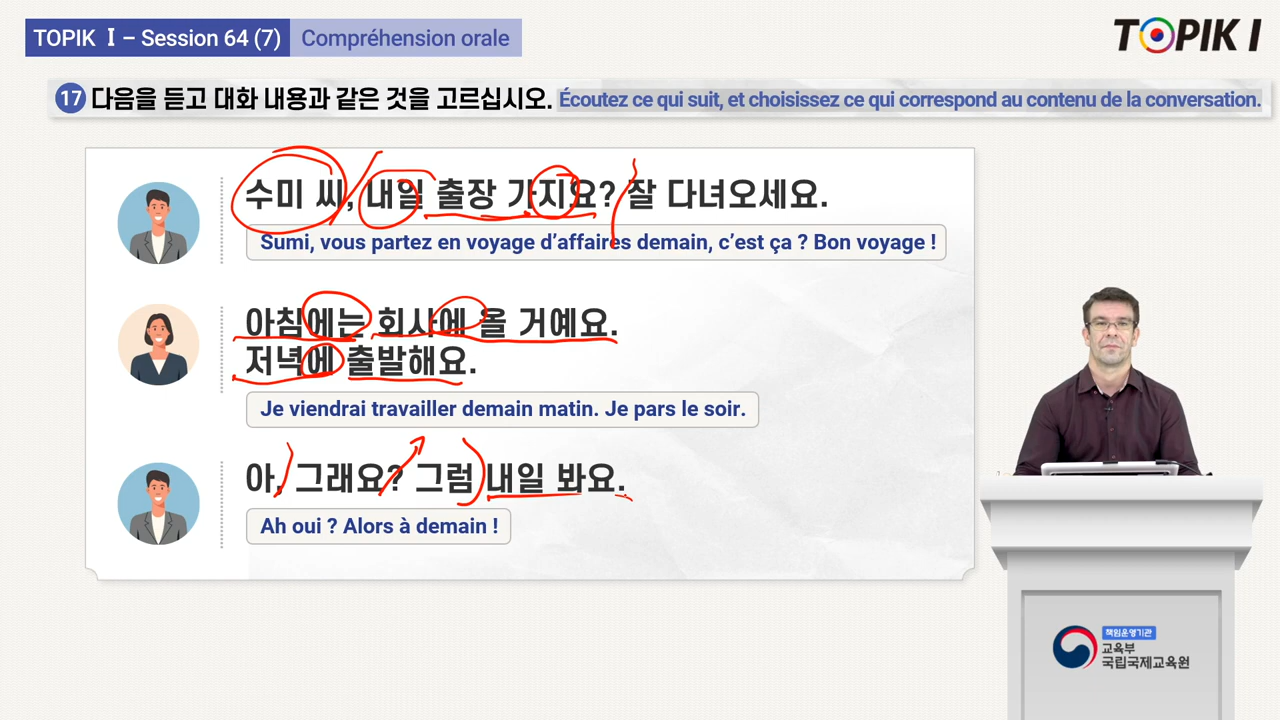 TOPIK Ⅰ – Session 64 (7) Compréhension orale
TOPIK I
17 다음을 듣고 대화 내용과 같은 것을 고르십시오. Écoutez ce qui suit, et choisissez ce qui correspond au contenu de la conversation.
수미 씨, 내일 출장 가지요? 잘 다녀오세요.
Sumi, vous partez en voyage d’affaires demain, c’est ça ? Bon voyage !
아침에는 회사에 올 거예요.
저녁에 출발해요.
Je viendrai travailler demain matin. Je pars le soir.
아, 그래요? 그럼 내일 봐요.
Ah oui ? Alors à demain !
책임운영기관
교육부
국립국제교육원